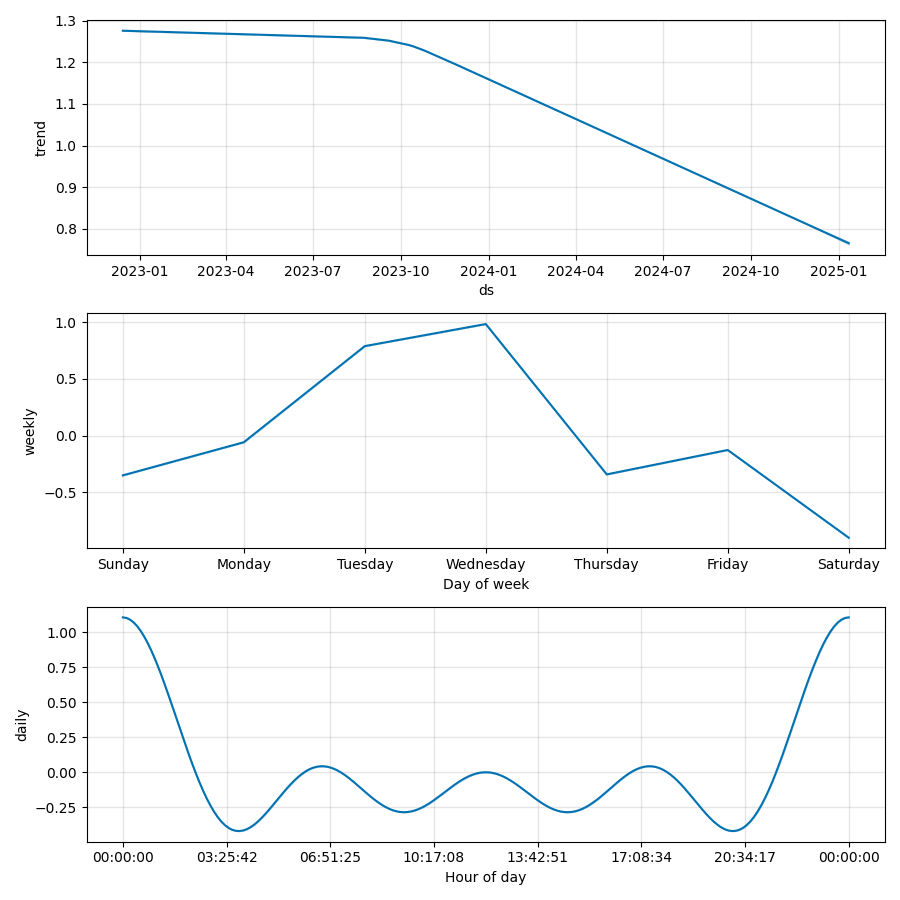 1.3
1.2
1.1
1.0
0.9
0.8
trend
2023-01 2023-04 2023-07 2023-10 2024-01 2024-04 2024-07 2024-10 2025-01
ds
1.0
0.5
0.0
−0.5
weekly
Sunday Monday Tuesday Wednesday Thursday Friday Saturday
Day of week
1.00
0.75
0.50
0.25
0.00
−0.25
daily
00:00:00 03:25:42 06:51:25 10:17:08 13:42:51 17:08:34 20:34:17 00:00:00
Hour of day